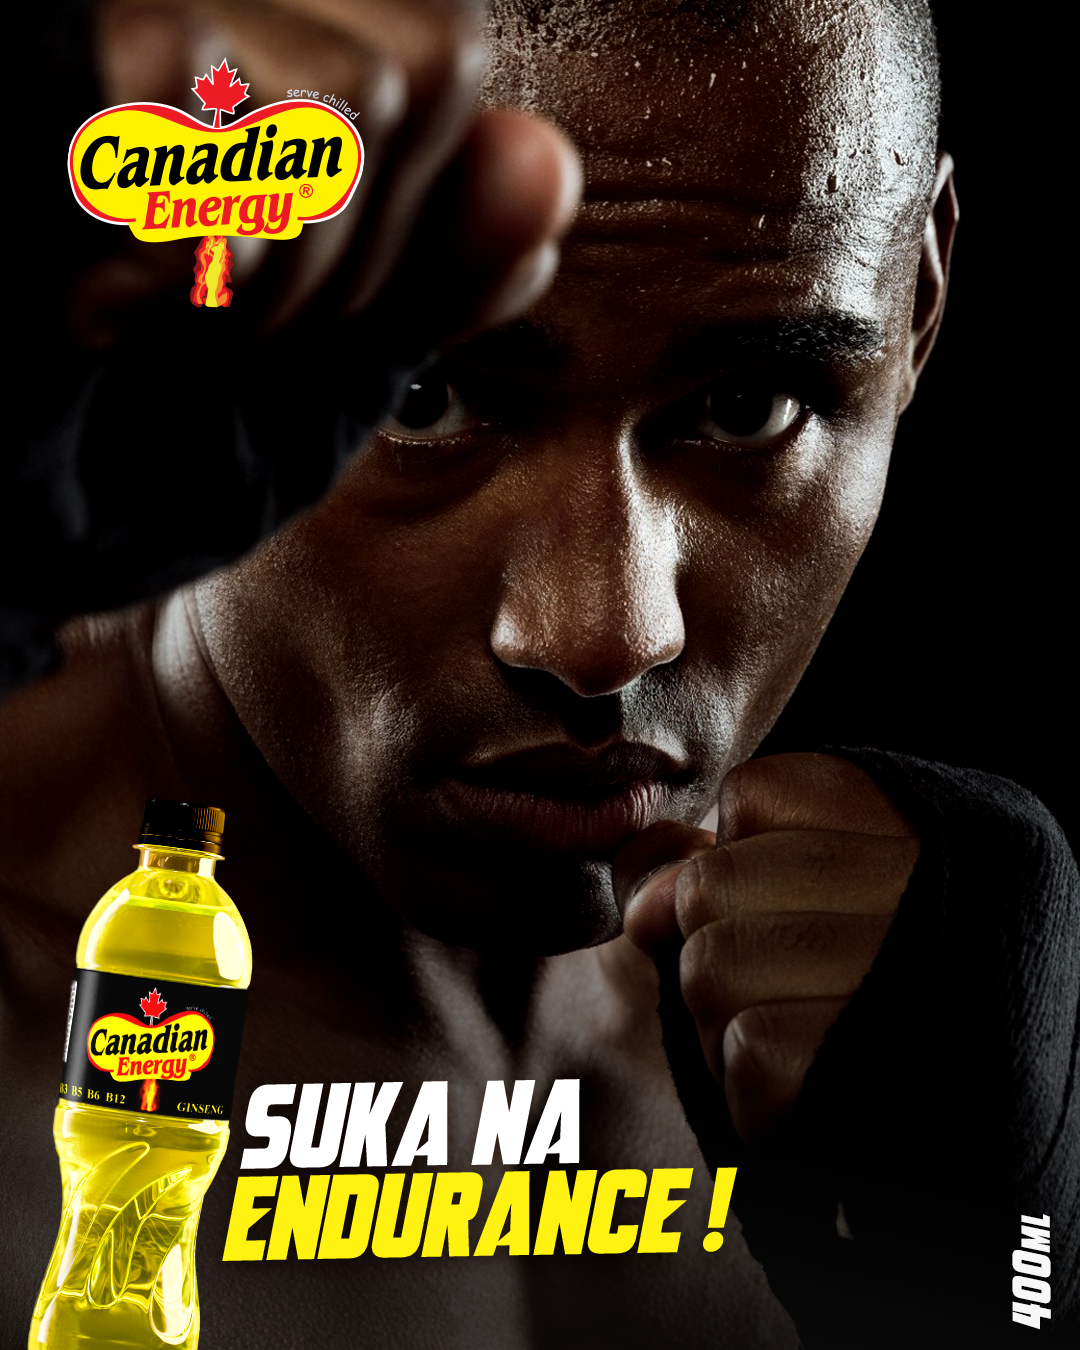 serve chilled
Canadian
Energy®
Canadian
Energy®
B3 B5 B6 B12
GINSENG
SUKA NA
ENDURANCE!
400ML